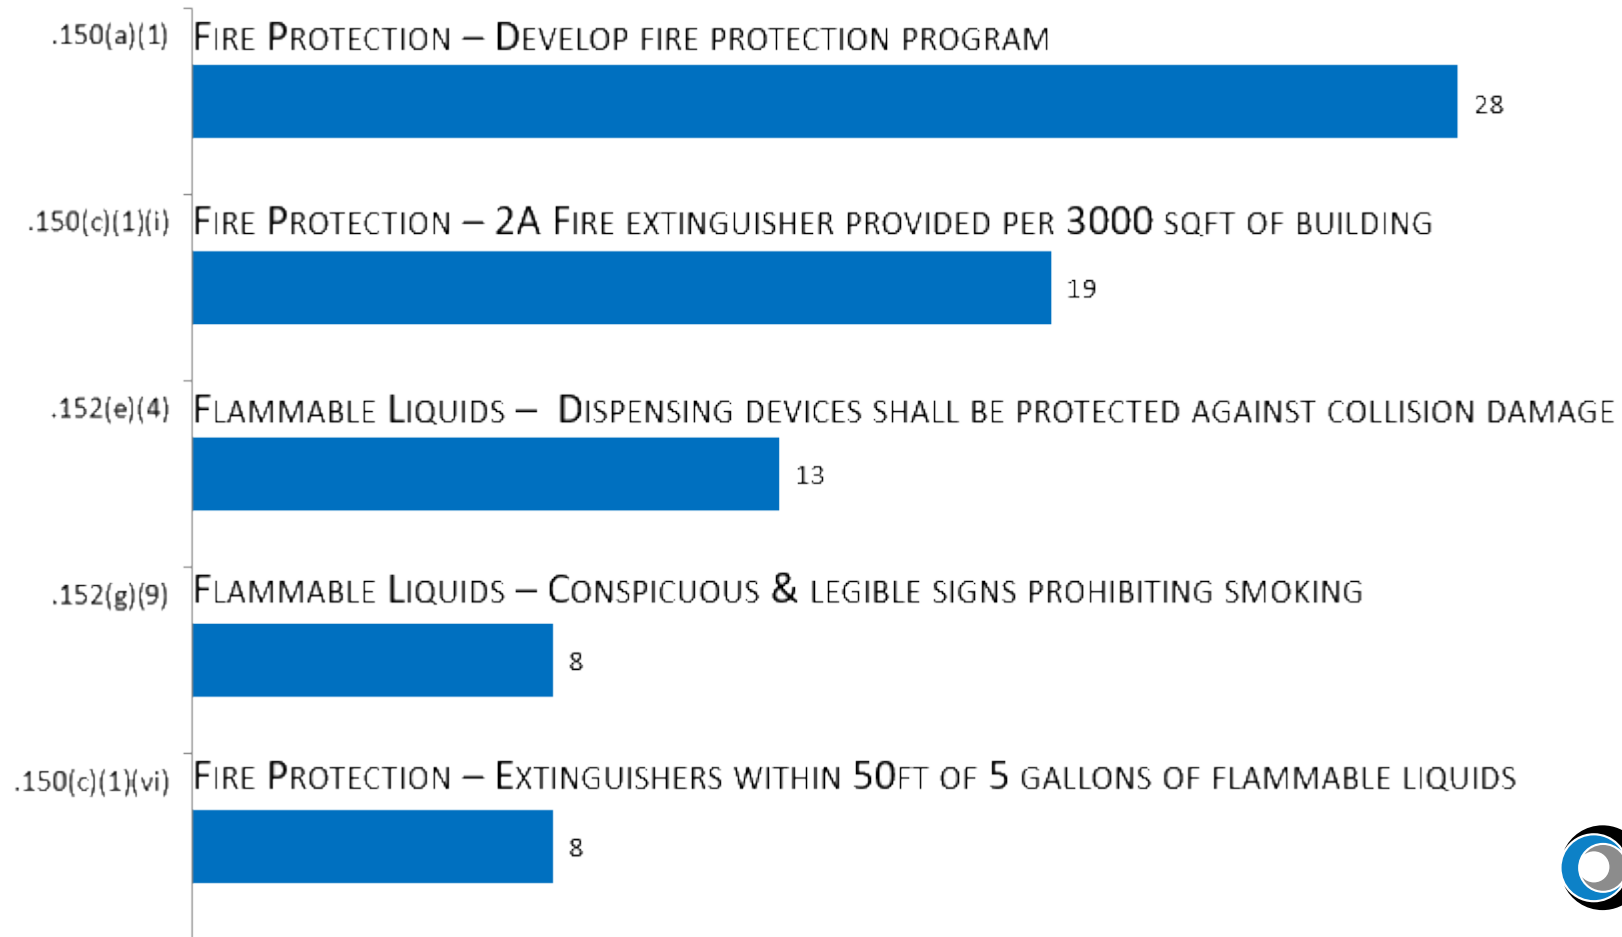 .150(a)(1) FIRE PROTECTION – DEVELOP FIRE PROTECTION PROGRAM
28
.150(c)(1)(i) FIRE PROTECTION – 2A FIRE EXTINGUISHER PROVIDED PER 3000 SQFT OF BUILDING
19
.152(e)(4) FLAMMABLE LIQUIDS – DISPENSING DEVICES SHALL BE PROTECTED AGAINST COLLISION DAMAGE
13
.152(g)(9) FLAMMABLE LIQUIDS – CONSPICUOUS & LEGIBLE SIGNS PROHIBITING SMOKING
8
.150(c)(1)(vi) FIRE PROTECTION – EXTINGUISHERS WITHIN 50FT OF 5 GALLONS OF FLAMMABLE LIQUIDS
8